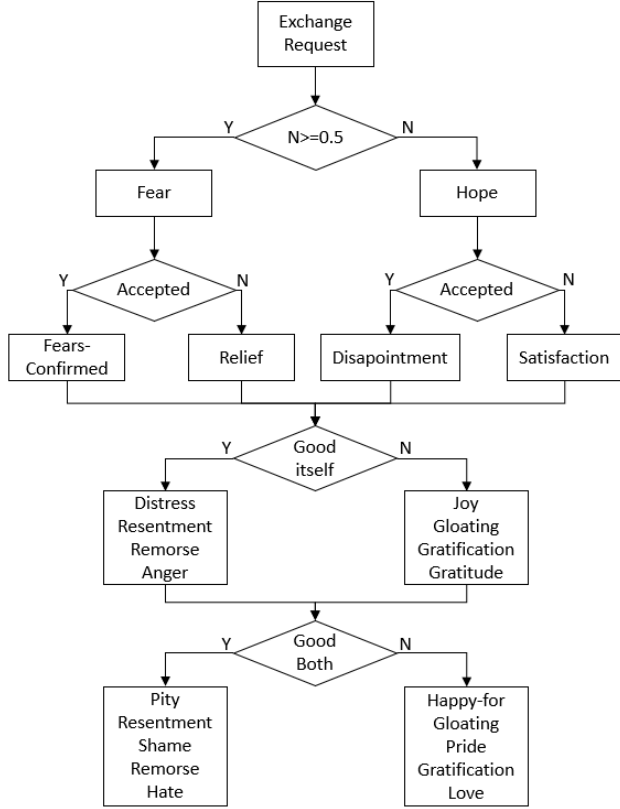 Exchange
Request
Y
N>=0.5
N
Fear
Hope
Y
Accepted
N
Y
Accepted
N
Fears-
Confirmed
Relief
Disapointment
Satisfaction
Y
Good
itself
N
Distress
Resentment
Remorse
Anger
Joy
Gloating
Gratification
Gratitude
Y
Good
Both
N
Pity
Resentment
Shame
Remorse
Hate
Happy-for
Gloating
Pride
Gratification
Love